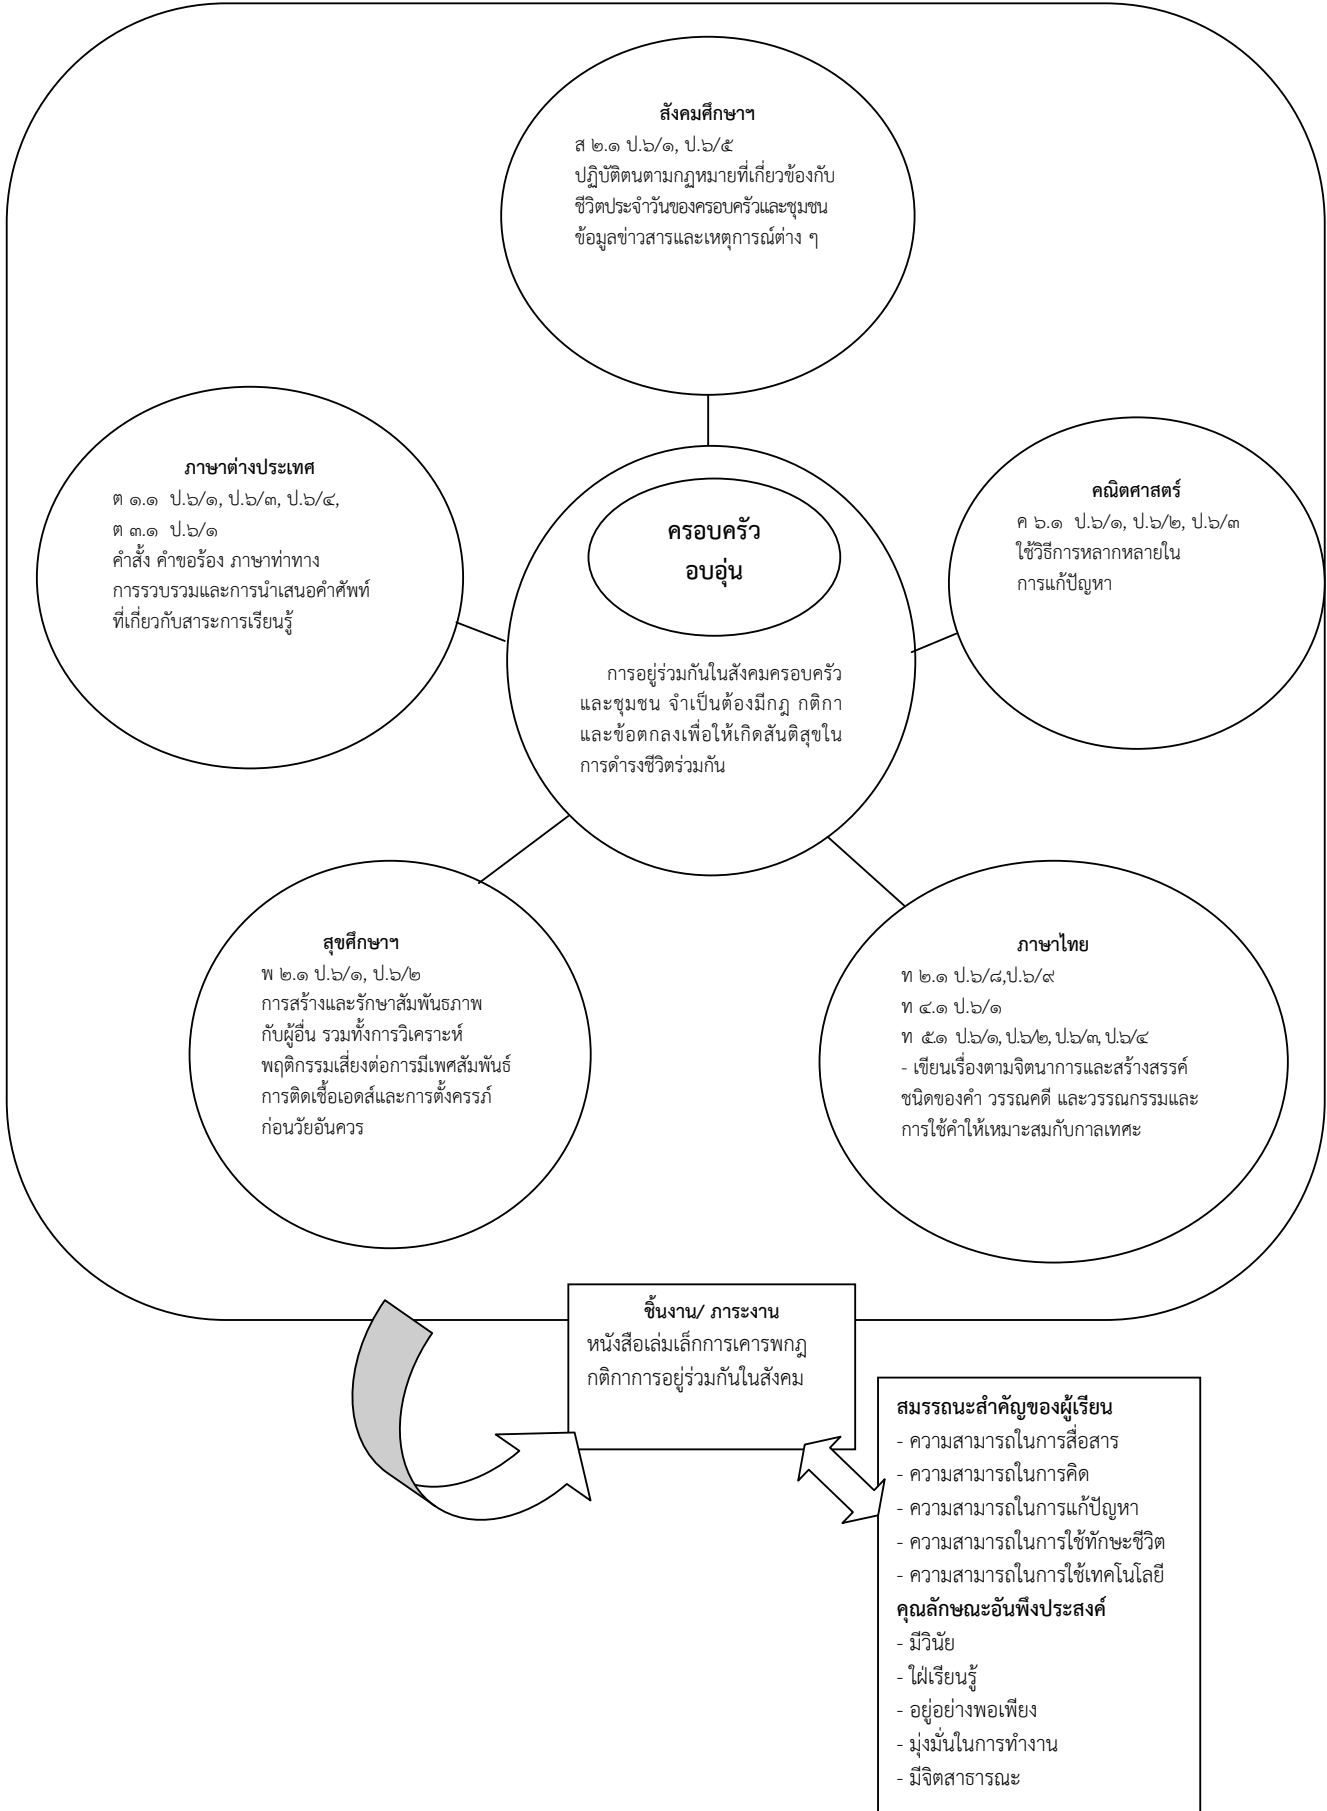 สังคมศึกษาฯ
ส ๒.๑ ป.๖/๑, ป.๖/๕
ปฏิบัติตนตามกฎหมายที่เกี่ยวข้องกับ
ชีวิตประจำวันของครอบครัวและชุมชน
ข้อมูลข่าวสารและเหตุการณ์ต่าง ๆ
ภาษาต่างประเทศ
ต ๑.๑ ป.๖/๑, ป.๖/๓, ป.๖/๔,
ต ๓.๑ ป.๖/๑
คำสั้ง คำขอร้อง ภาษาท่าทาง
การรวบรวมและการนำเสนอคำศัพท์
ที่เกี่ยวกับสาระการเรียนรู้
คณิตศาสตร์
ค ๖.๑ ป.๖/๑, ป.๖/๒, ป.๖/๓
ใช้วิธีการหลากหลายใน
การแก้ปัญหา
ครอบครัว
อบอุ่น
การอยู่ร่วมกันในสังคมครอบครัว
และชุมชน จำเป็นต้องมีกฎ กติกา
และข้อตกลงเพื่อให้เกิดสันติสุขใน
การดำรงชีวิตร่วมกัน
สุขศึกษาฯ
พ ๒.๑ ป.๖/๑, ป.๖/๒
การสร้างและรักษาสัมพันธภาพ
กับผู้อื่น รวมทั้งการวิเคราะห์
พฤติกรรมเสี่ยงต่อการมีเพศสัมพันธ์
การติดเชื้อเอดส์และการตั้งครรภ์
ก่อนวัยอันควร
ภาษาไทย
ท ๒.๑ ป.๖/๘,ป.๖/๙
ท ๔.๑ ป.๖/๑
ท ๕.๑ ป.๖/๑, ป.๖/๒, ป.๖/๓, ป.๖/๔
- เขียนเรื่องตามจิตนาการและสร้างสรรค์
ชนิดของคำ วรรณคดี และวรรณกรรมและ
การใช้คำให้เหมาะสมกับกาลเทศะ
ชิ้นงาน/ ภาระงาน
หนังสือเล่มเล็กการเคารพกฎ
กติกาการอยู่ร่วมกันในสังคม
สมรรถนะสำคัญของผู้เรียน
- ความสามารถในการสื่อสาร
- ความสามารถในการคิด
- ความสามารถในการแก้ปัญหา
- ความสามารถในการใช้ทักษะชีวิต
- ความสามารถในการใช้เทคโนโลยี
คุณลักษณะอันพึงประสงค์
- มีวินัย
- ใฝ่เรียนรู้
- อยู่อย่างพอเพียง
- มุ่งมั่นในการทำงาน
- มีจิตสาธารณะ